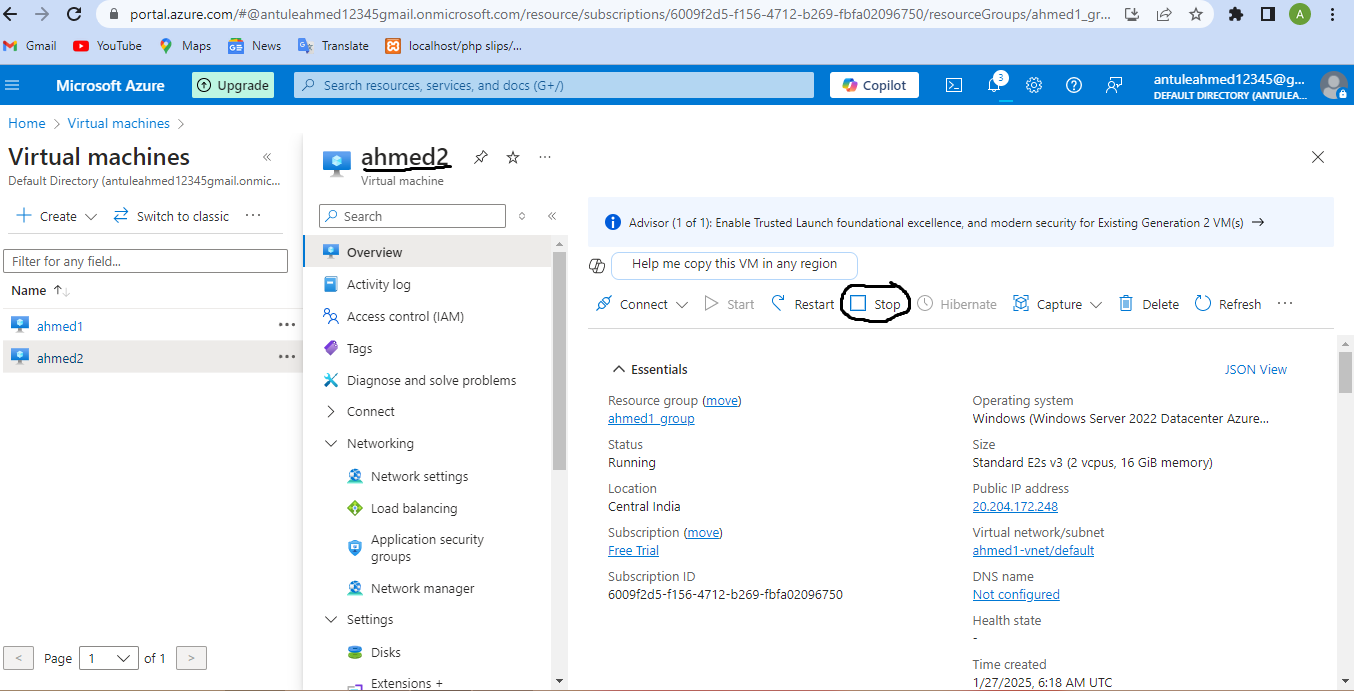 portal.azure.com/#@antuleahmed12345gmail.onmicrosoft.com/resource/subscriptions/6009f2d5-f156-4712-b269-fbfa02096750/resourceGroups/ahmed1_gr...
A
Gmail YouTube Maps News Translate localhost/php slips/...
Microsoft Azure Upgrade Search resources, services, and docs (G+/) Copilot 3 antuleahmed12345@g...
DEFAULT DIRECTORY (ANTULEA...
Home > Virtual machines >
Virtual machines «
Default Directory (antuleahmed12345gmail.onmic...
+ Create Switch to classic ...
Filter for any field...
Name ↑↓
ahmed1 ...
ahmed2 ...
< Page 1 of 1 >
ahmed2 ...
Virtual machine
Search «
Overview
Activity log
Access control (IAM)
Tags
Diagnose and solve problems
Connect
Networking
Network settings
Load balancing
Application security
groups
Network manager
Settings
Disks
Extensions +
Advisor (1 of 1): Enable Trusted Launch foundational excellence, and modern security for Existing Generation 2 VM(s) →
Help me copy this VM in any region
Connect Start Restart Stop Hibernate Capture Delete Refresh ...
Essentials JSON View
Resource group (move)
ahmed1_group
Status
Running
Location
Central India
Subscription (move)
Free Trial
Subscription ID
6009f2d5-f156-4712-b269-fbfa02096750
Operating system
Windows (Windows Server 2022 Datacenter Azure...
Size
Standard E2s v3 (2 vcpus, 16 GiB memory)
Public IP address
20.204.172.248
Virtual network/subnet
ahmed1-vnet/default
DNS name
Not configured
Health state
-
Time created
1/27/2025, 6:18 AM UTC